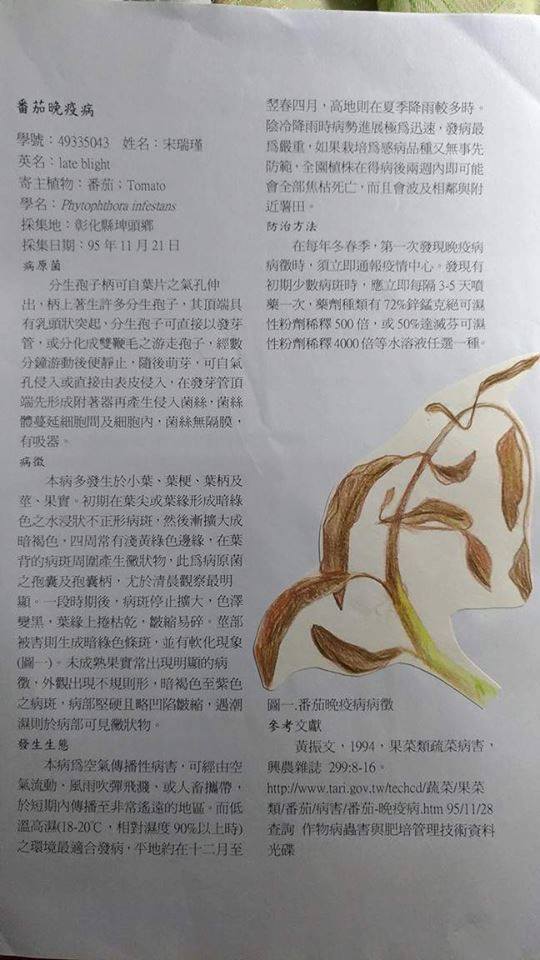 番茄晚疫病
學號：49335043 姓名：宋瑞瑾
英名：late blight
寄主植物：番茄；Tomato
學名：Phytophthora infestans
採集地：彰化縣埤頭鄉
採集日期：95 年 11 月 21 日
病原菌
分生孢子柄可自葉片之氣孔伸
出，柄上著生許多分生孢子，其頂端具
有乳頭狀突起，分生孢子可直接以發芽
管，或分化成雙鞭毛之游走孢子，經數
分鐘游動後便靜止，隨後萌芽，可自氣
孔侵入或直接由表皮侵入，在發芽管頂
端先形成附著器再產生侵入菌絲，菌絲
體蔓延細胞間及細胞內，菌絲無隔膜，
有吸器。
病徵
本病多發生於小葉、葉梗、葉柄及
莖、果實。初期在葉尖或葉緣形成暗綠
色之水浸狀不正形病斑，然後漸擴大成
暗褐色，四周常有淺黃綠色邊緣，在葉
背的病斑周圍產生黴狀物，此為病原菌
之孢囊及孢囊柄，尤於清晨觀察最明
顯。一段時期後，病斑停止擴大，色澤
變黑，葉緣上捲枯乾，皺縮易碎。莖部
被害則生成暗綠色條斑，並有軟化現象
(圖一)。未成熟果實常出現明顯的病
徵，外觀出現不規則形，暗褐色至紫色
之病斑，病部堅硬且略凹陷皺縮，遇潮
濕則於病部可見黴狀物。
發生生態
本病為空氣傳播性病害，可經由空
氣流動，風雨吹彈飛濺，或人畜攜帶，
於短期內傳播至非常遙遠的地區。而低
溫高濕(18-20℃，相對濕度 90%以上時)
之環境最適合發病，平地約在十二月至
翌春四月，高地則在夏季降雨較多時。
陰冷降雨時病勢進展極為迅速，發病最
為嚴重，如果栽培為感病品種又無事先
防範，全園植株在得病後兩週內即可能
會全部焦枯死亡，而且會波及相鄰與附
近薯田。
防治方法
在每年冬春季，第一次發現晚疫病
病徵時，須立即通報疫情中心。發現有
初期少數病斑時，應立即每隔 3-5 天噴
藥一次，藥劑種類有 72%鋅錳克絕可濕
性粉劑稀釋 500 倍，或 50%達滅芬可濕
性粉劑稀釋 4000 倍等水溶液任選一種。
圖一.番茄晚疫病病徵
參考文獻
黃振文，1994，果菜類蔬菜病害，
興農雜誌 299:8-16。
http://www.tari.gov.tw/techcd/蔬菜/果菜
類/番茄/病害/番茄-晚疫病.htm 95/11/28
查詢 作物病蟲害與肥培管理技術資料
光碟